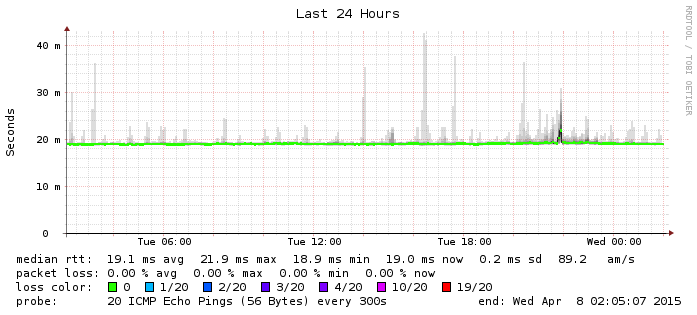 Last 24 Hours
RRDTOOL / TOBI OETIKER
Seconds
40 m
30 m
20 m
10 m
0
Tue 06:00 Tue 12:00 Tue 18:00 Wed 00:00
median rtt: 19.1 ms avg 21.9 ms max 18.9 ms min 19.0 ms now 0.2 ms sd 89.2 am/s
packet loss: 0.00 % avg 0.00 % max 0.00 % min 0.00 % now
loss color: 0 1/20 2/20 3/20 4/20 10/20 19/20
probe: 20 ICMP Echo Pings (56 Bytes) every 300s end: Wed Apr 8 02:05:07 2015